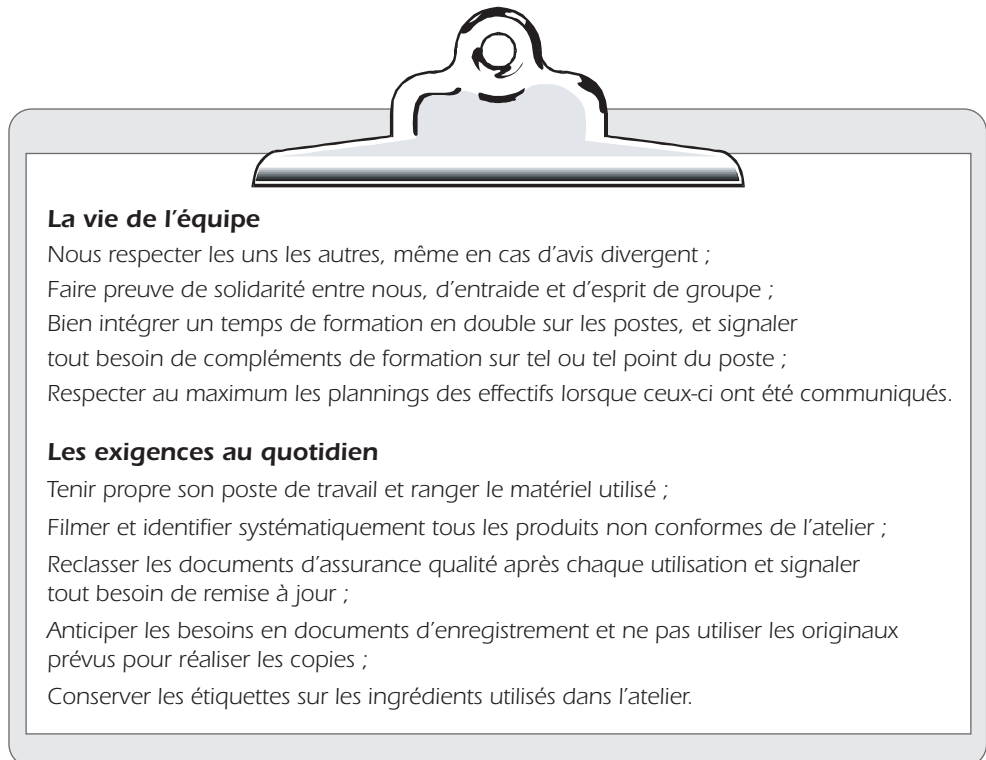 La vie de l’équipe
Nous respecter les uns les autres, même en cas d’avis divergent ;
Faire preuve de solidarité entre nous, d’entraide et d’esprit de groupe ;
Bien intégrer un temps de formation en double sur les postes, et signaler
tout besoin de compléments de formation sur tel ou tel point du poste ;
Respecter au maximum les plannings des effectifs lorsque ceux-ci ont été communiqués.
Les exigences au quotidien
Tenir propre son poste de travail et ranger le matériel utilisé ;
Filmer et identifier systématiquement tous les produits non conformes de l’atelier ;
Reclasser les documents d’assurance qualité après chaque utilisation et signaler
tout besoin de remise à jour ;
Anticiper les besoins en documents d’enregistrement et ne pas utiliser les originaux
prévus pour réaliser les copies ;
Conserver les étiquettes sur les ingrédients utilisés dans l’atelier.